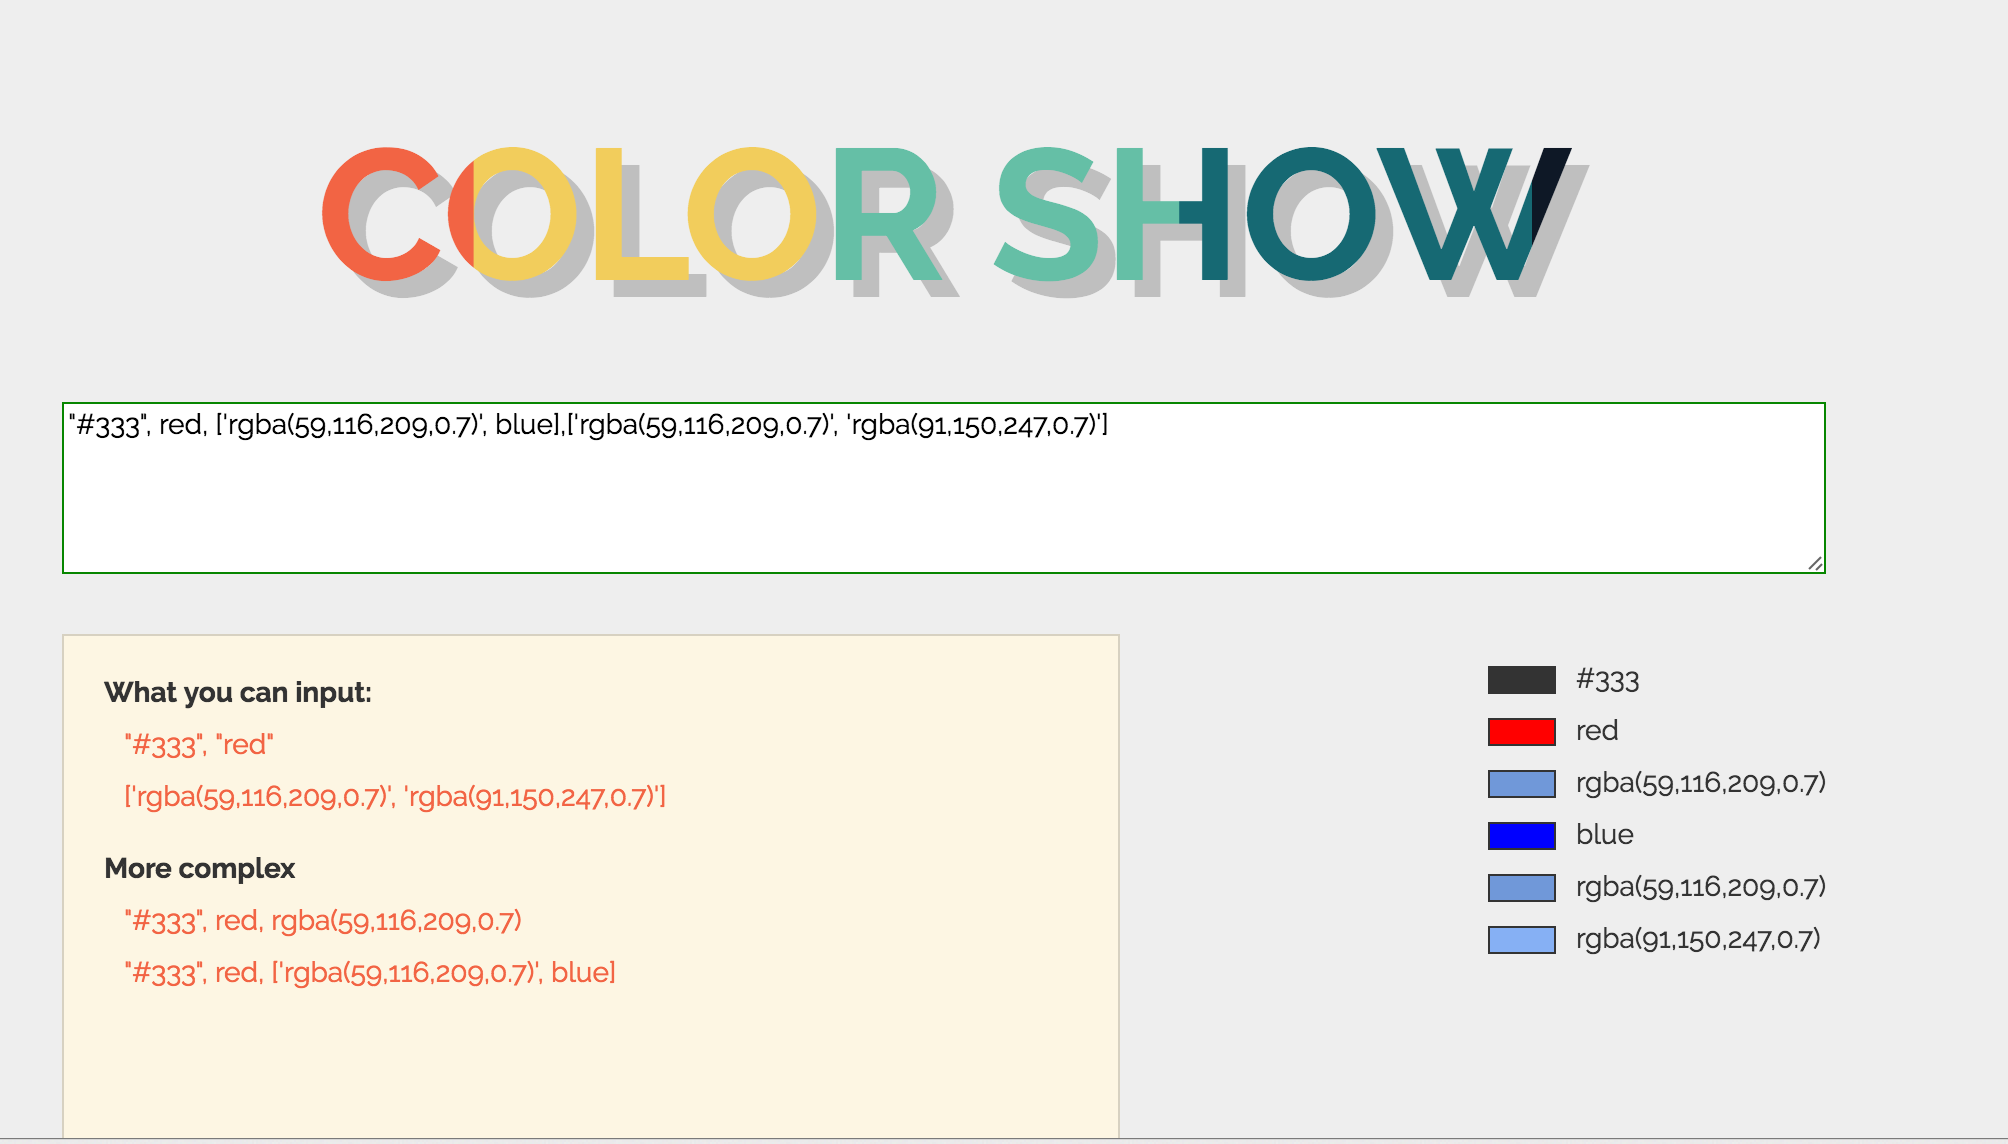 COLOR SHOW
"#333", red, ['rgba(59,116,209,0.7)', blue],['rgba(59,116,209,0.7)', 'rgba(91,150,247,0.7)']
What you can input:
"#333", "red"
['rgba(59,116,209,0.7)', 'rgba(91,150,247,0.7)']
More complex
"#333", red, rgba(59,116,209,0.7)
"#333", red, ['rgba(59,116,209,0.7)', blue]
#333
red
rgba(59,116,209,0.7)
blue
rgba(59,116,209,0.7)
rgba(91,150,247,0.7)